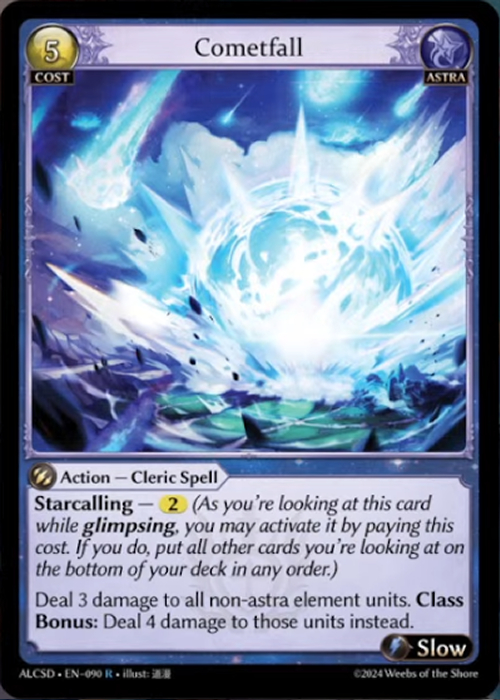 5
COST
Cometfall
ASTRA
Action — Cleric Spell
Starcalling — 2 (As you're looking at this card
while glimpsing, you may activate it by paying this
cost. If you do, put all other cards you're looking at on
the bottom of your deck in any order.)
Deal 3 damage to all non-astra element units. Class
Bonus: Deal 4 damage to those units instead.
Slow
ALCSD • EN-090 R • illust:
©2024 Weebs of the Shore